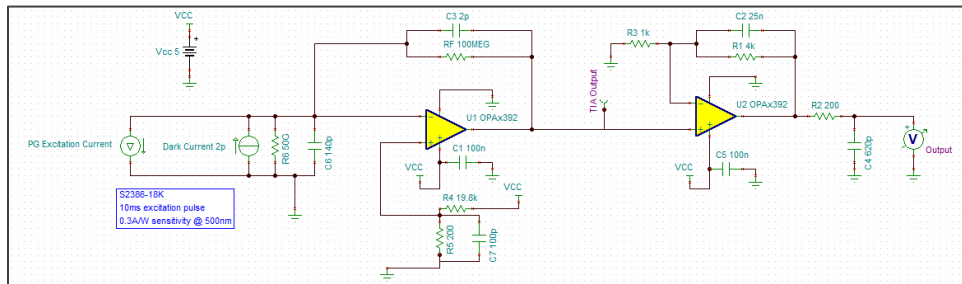 VCC
Vcc 5
C3 2p
RF 100MEG
R3 1k
C2 25n
R1 4k
TIA Output
U1 OPAx392
U2 OPAx392
R2 200
PG Excitation Current
Dark Current 2p
R6 50G
C6 140p
VCC
C1 100n
VCC
C5 100n
C4 620p
V
Output
VCC
R4 19.8k
R5 200
C7 100p
S2386-18K
10ms excitation pulse
0.3A/W sensitivity @ 500nm